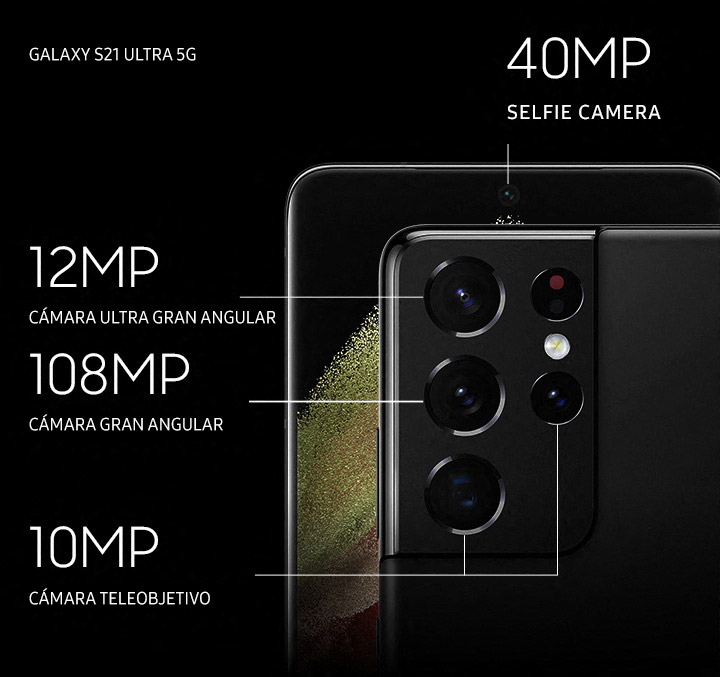 GALAXY S21 ULTRA 5G
40MP
SELFIE CAMERA
12MP
CÁMARA ULTRA GRAN ANGULAR
108MP
CÁMARA GRAN ANGULAR
10MP
CÁMARA TELEOBJETIVO